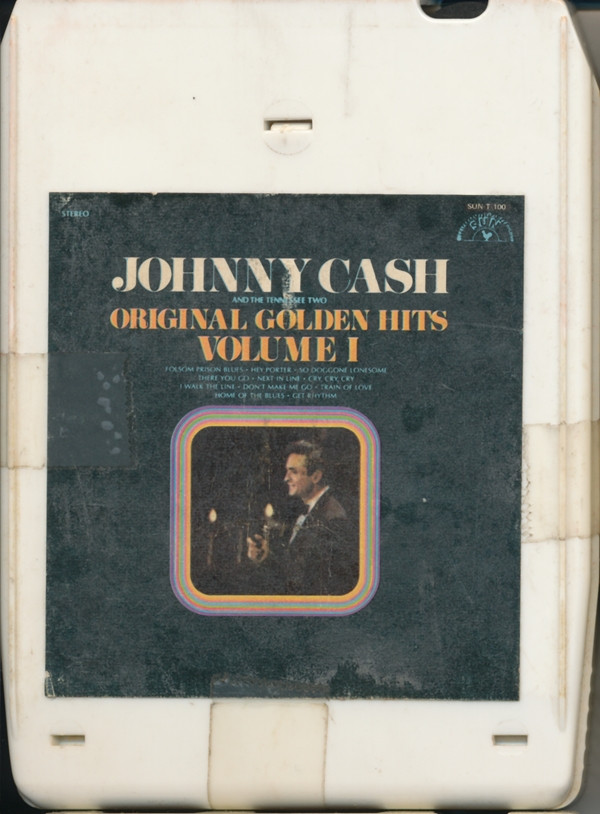 STEREO
SUN-T-100
SUN
JOHNNY CASH
AND THE TENNESSEE TWO
ORIGINAL GOLDEN HITS
VOLUME I
FOLSOM PRISON BLUES • HEY PORTER • SO DOGGONE LONESOME
THERE YOU GO • NEXT IN LINE • CRY, CRY, CRY
I WALK THE LINE • DON'T MAKE ME GO • TRAIN OF LOVE
HOME OF THE BLUES • GET RHYTHM